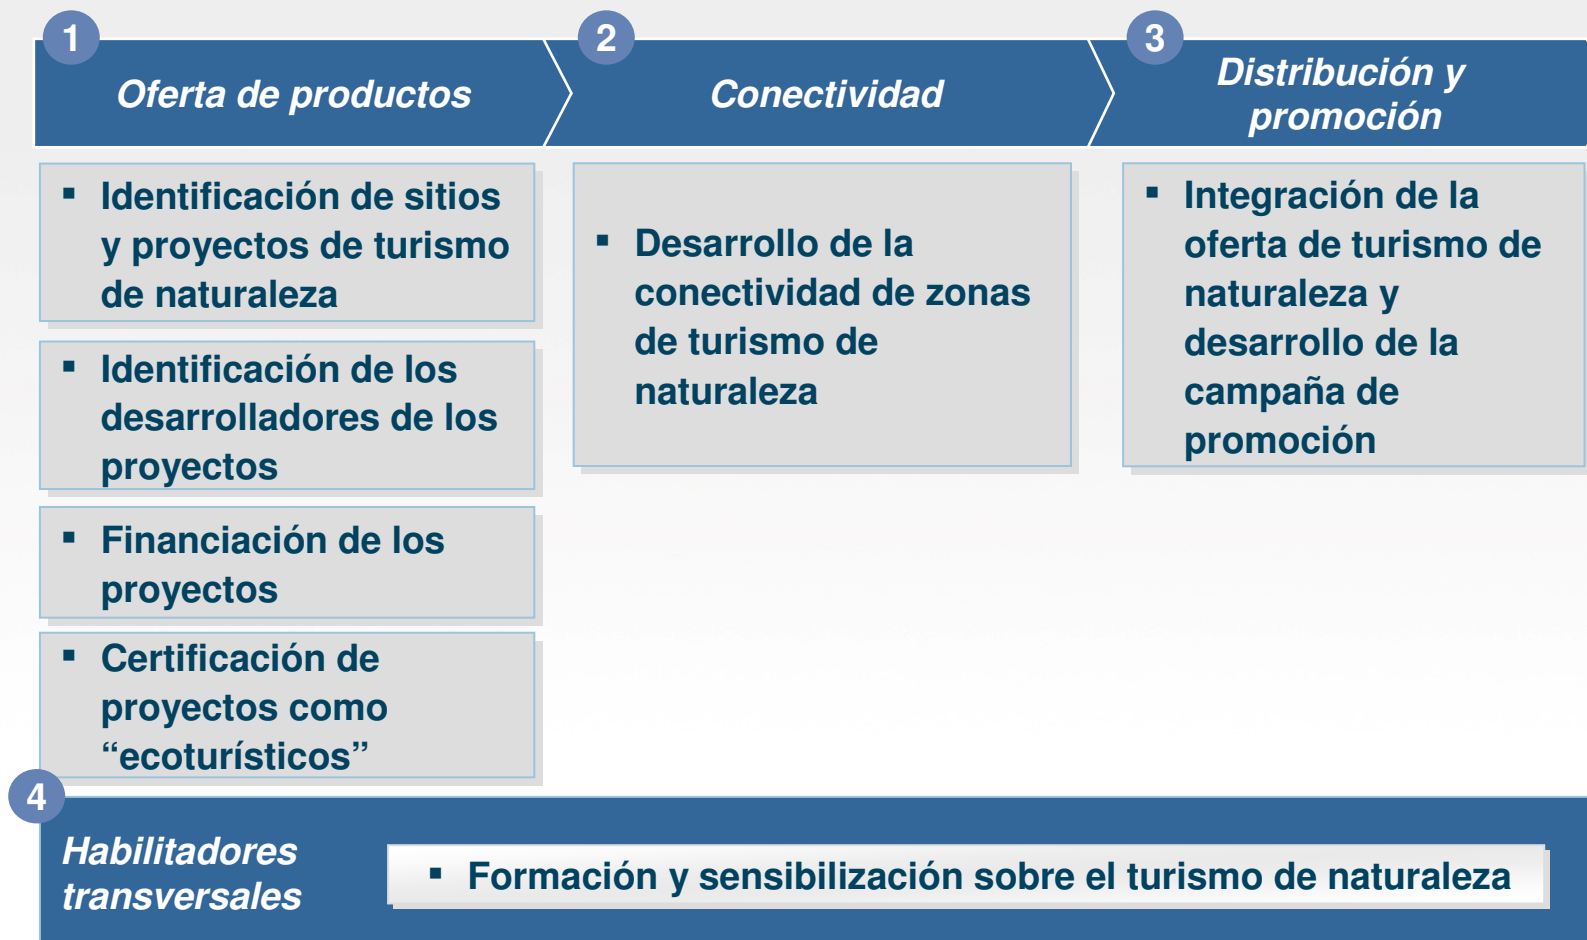 1
Oferta de productos
2
Conectividad
3
Distribución y
promoción
▪ Identificación de sitios
y proyectos de turismo
de naturaleza
▪ Identificación de los
desarrolladores de los
proyectos
▪ Financiación de los
proyectos
▪ Certificación de
proyectos como
“ecoturísticos”
▪ Desarrollo de la
conectividad de zonas
de turismo de
naturaleza
▪ Integración de la
oferta de turismo de
naturaleza y
desarrollo de la
campaña de
promoción
4
Habilitadores
transversales
▪ Formación y sensibilización sobre el turismo de naturaleza